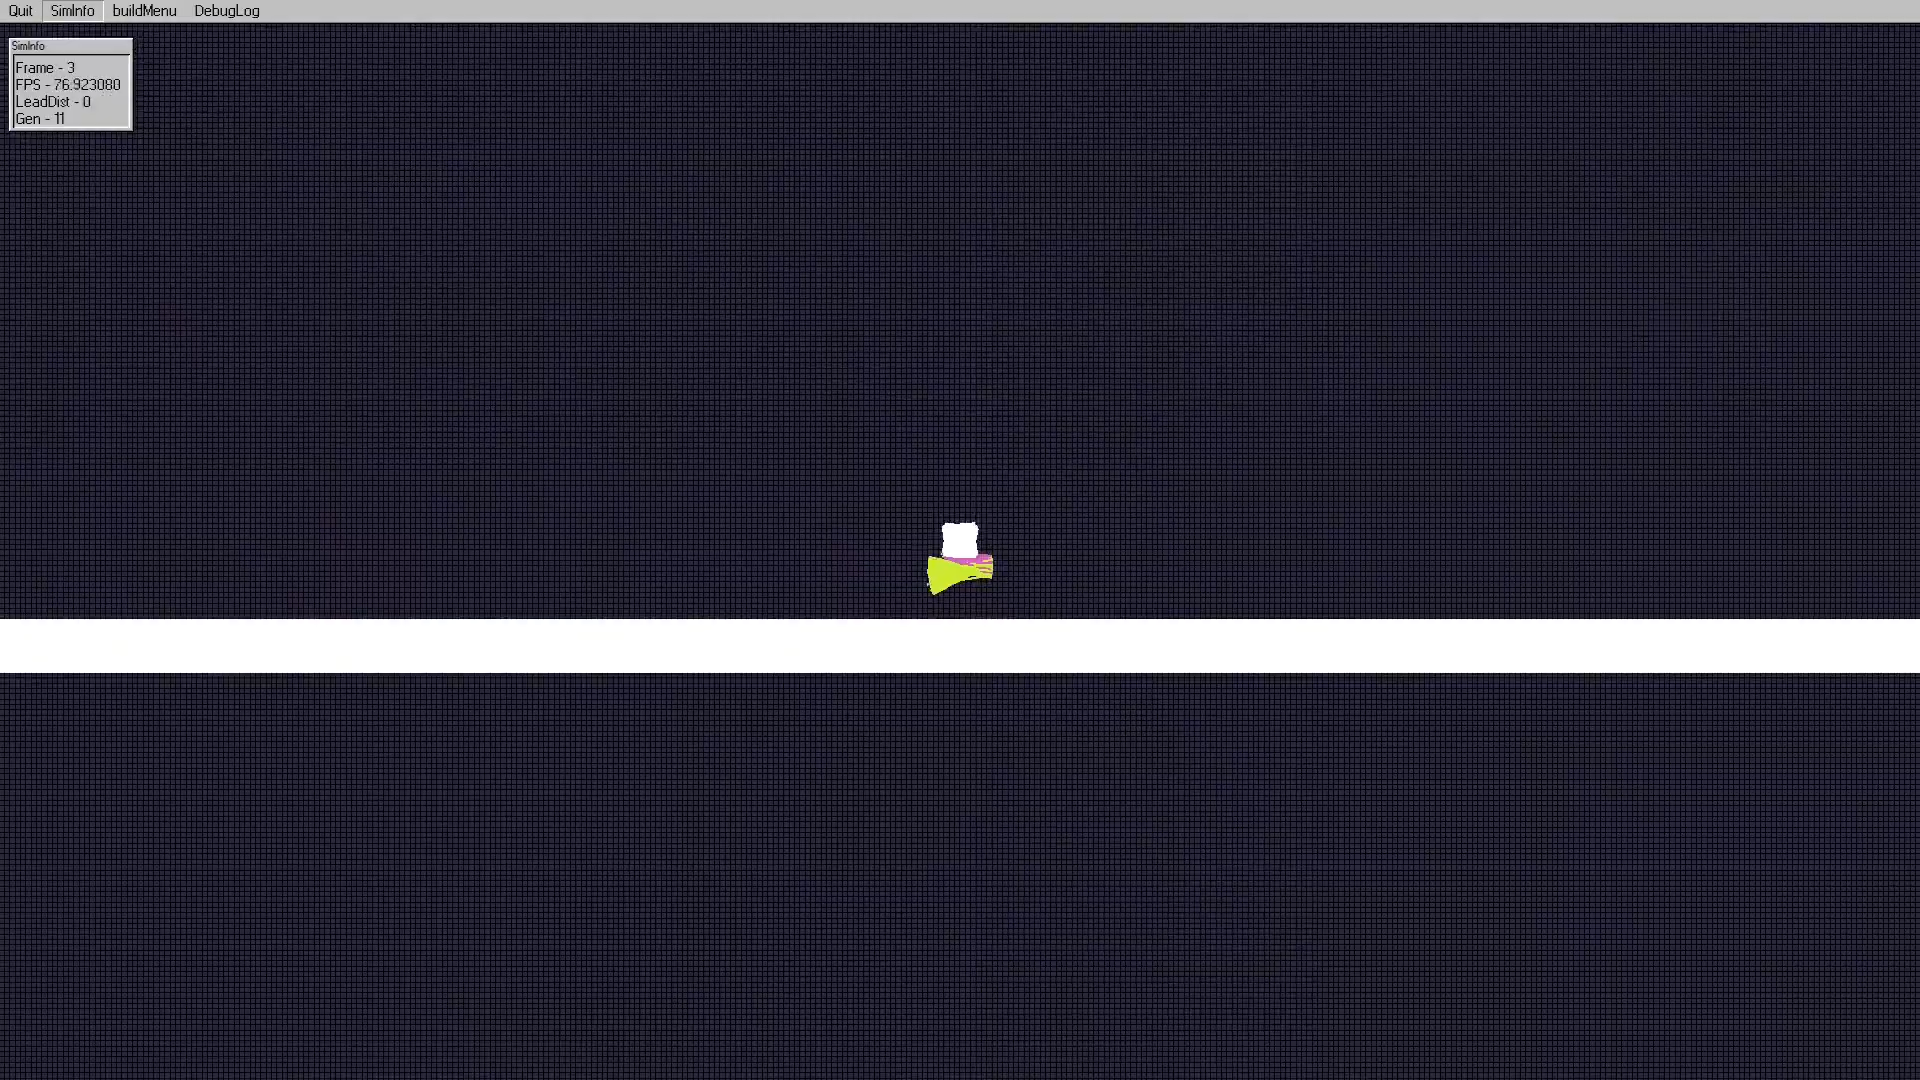 Quit SimInfo buildMenu DebugLog
SimInfo
Frame - 3
FPS - 76.923080
LeadDist - 0
Gen - 11